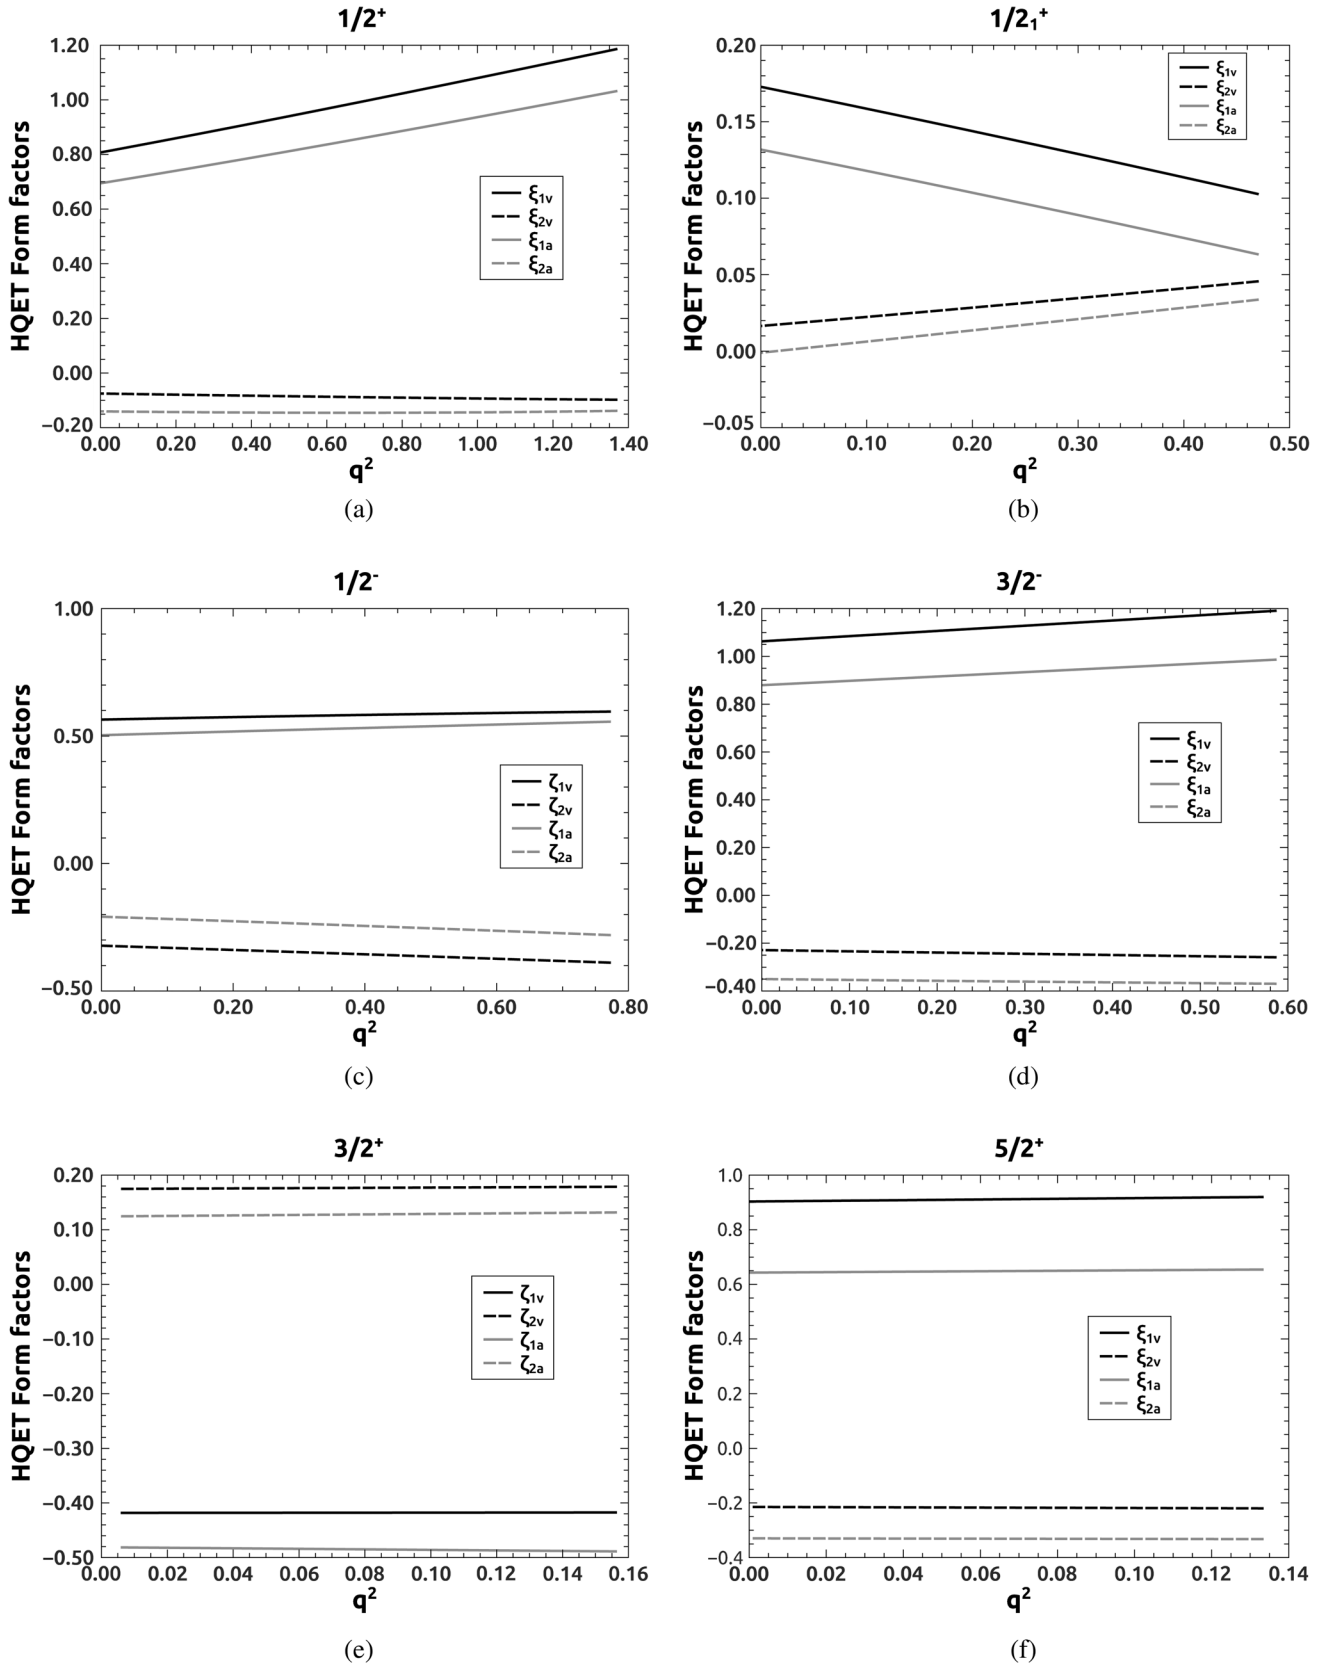 1/2⁺
HQET Form factors
1.20
1.00
0.80
0.60
0.40
0.20
0.00
−0.20
ξ₁ᵥ
ξ₂ᵥ
ξ₁ₐ
ξ₂ₐ
0.00 0.20 0.40 0.60 0.80 1.00 1.20 1.40
q²
(a)
1/2₁⁺
HQET Form factors
0.20
0.15
0.10
0.05
0.00
−0.05
ξ₁ᵥ
ξ₂ᵥ
ξ₁ₐ
ξ₂ₐ
0.00 0.10 0.20 0.30 0.40 0.50
q²
(b)
1/2⁻
HQET Form factors
1.00
0.50
0.00
−0.50
ζ₁ᵥ
ζ₂ᵥ
ζ₁ₐ
ζ₂ₐ
0.00 0.20 0.40 0.60 0.80
q²
(c)
3/2⁻
HQET Form factors
1.20
1.00
0.80
0.60
0.40
0.20
0.00
−0.20
−0.40
ξ₁ᵥ
ξ₂ᵥ
ξ₁ₐ
ξ₂ₐ
0.00 0.10 0.20 0.30 0.40 0.50 0.60
q²
(d)
3/2⁺
HQET Form factors
0.20
0.10
0.00
−0.10
−0.20
−0.30
−0.40
−0.50
ζ₁ᵥ
ζ₂ᵥ
ζ₁ₐ
ζ₂ₐ
0.00 0.02 0.04 0.06 0.08 0.10 0.12 0.14 0.16
q²
(e)
5/2⁺
HQET Form factors
1.0
0.8
0.6
0.4
0.2
0.0
−0.2
−0.4
ξ₁ᵥ
ξ₂ᵥ
ξ₁ₐ
ξ₂ₐ
0.00 0.02 0.04 0.06 0.08 0.10 0.12 0.14
q²
(f)